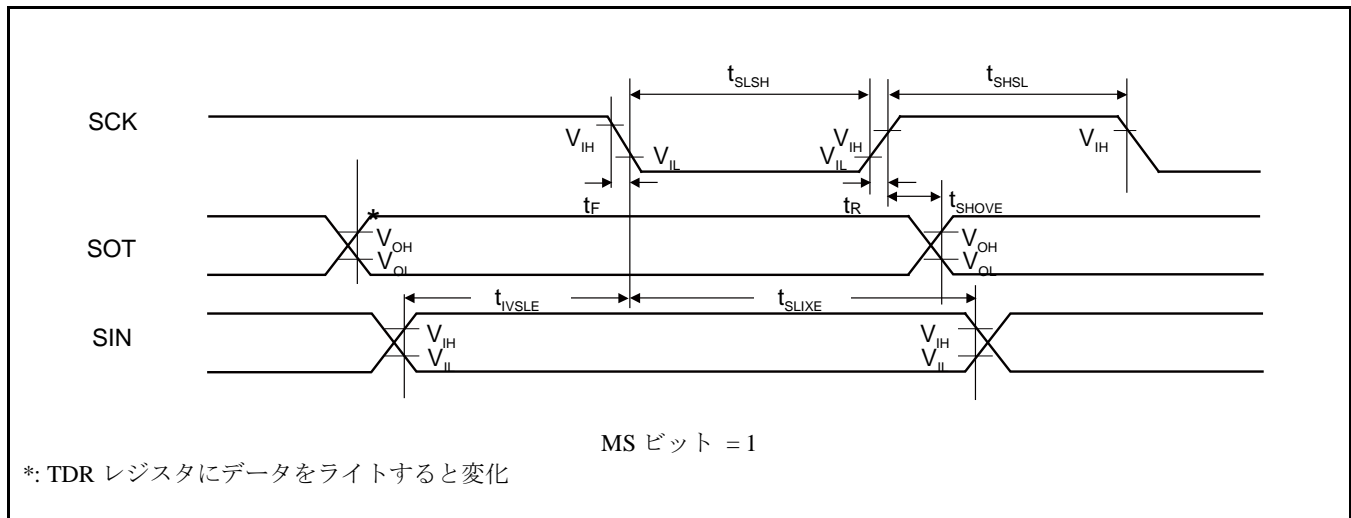 tSLSH
tSHSL
SCK
VIH
VIL
VIH
VIL
VIH
tF
tR
tSHOVE
*
SOT
VOH
VOL
VOH
VOL
tIVSLE
tSLIXE
SIN
VIH
VIL
VIH
VIL
MS ビット = 1
*: TDR レジスタにデータをライトすると変化